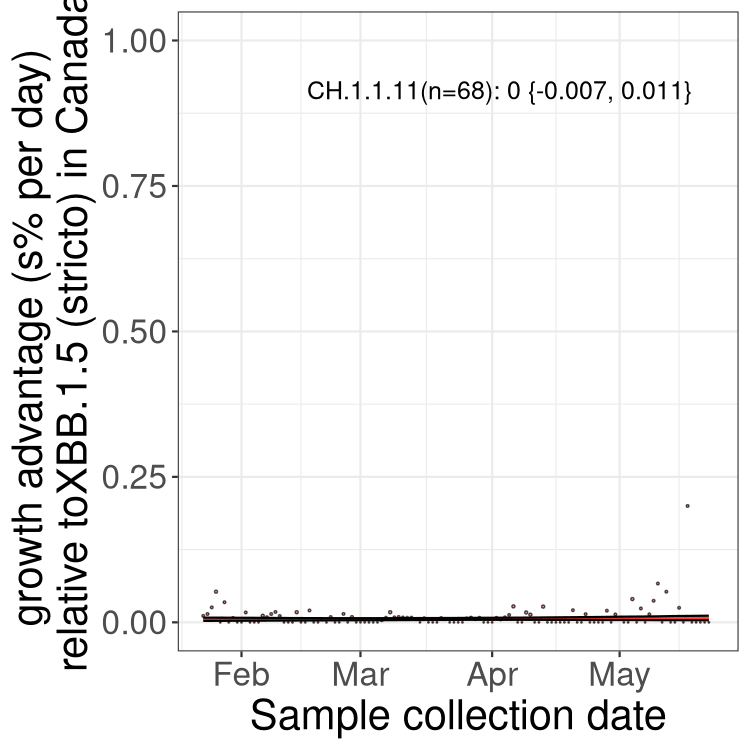 growth advantage (s% per day)
relative toXBB.1.5 (stricto) in Canada
1.00
0.75
0.50
0.25
0.00
CH.1.1.11(n=68): 0 {-0.007, 0.011}
Feb Mar Apr May
Sample collection date